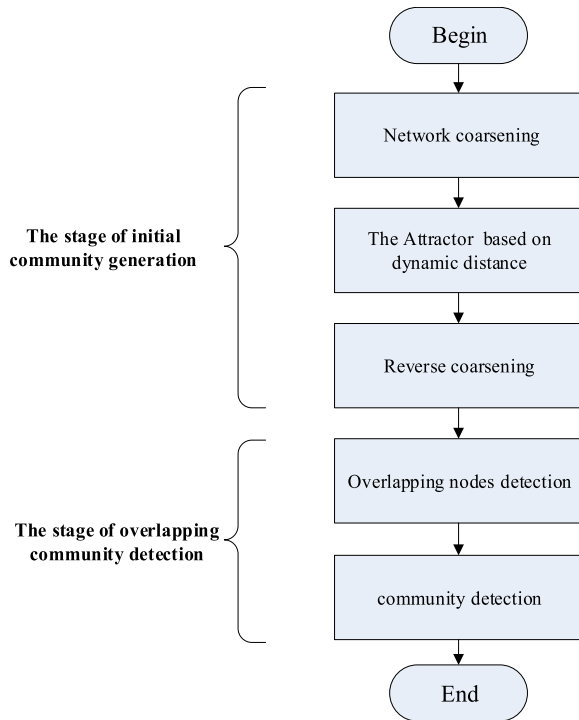 Begin
Network coarsening
The stage of initial
community generation
The Attractor based on
dynamic distance
Reverse coarsening
Overlapping nodes detection
The stage of overlapping
community detection
community detection
End